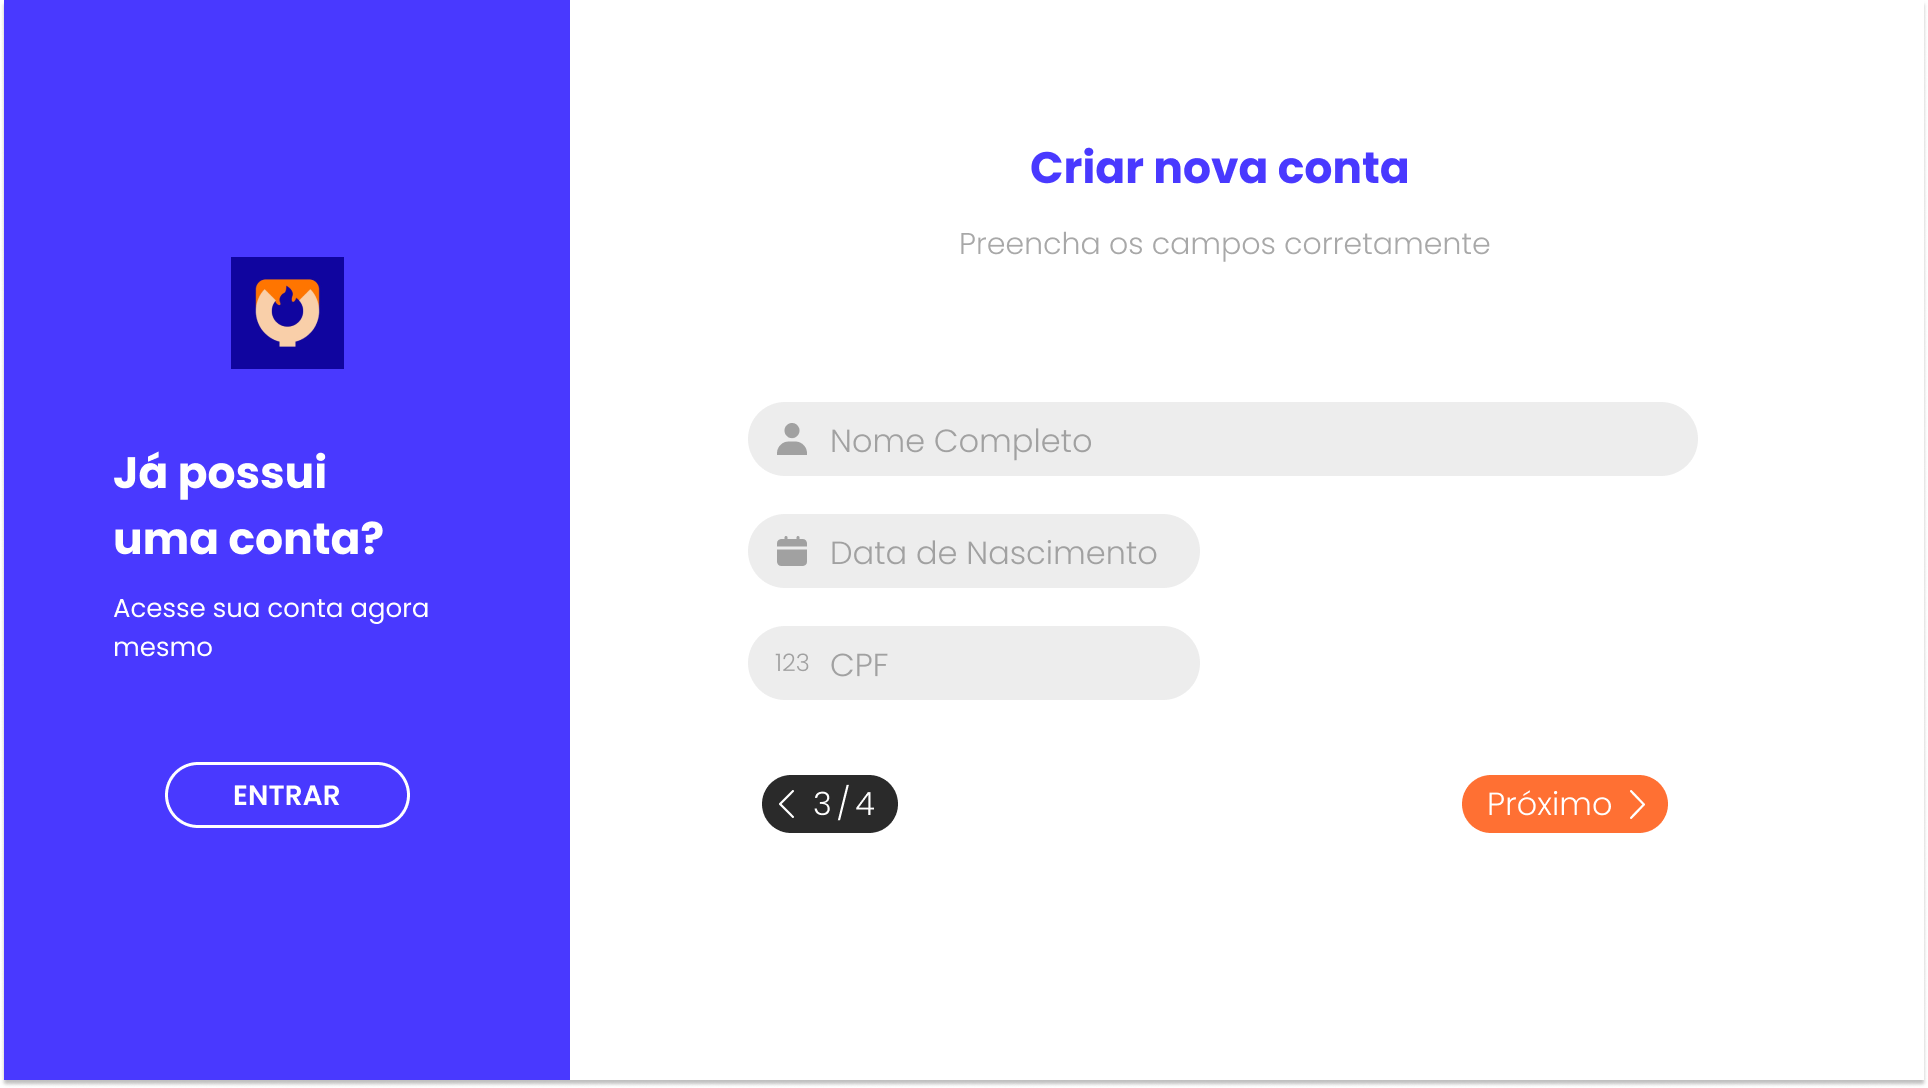 Já possui
uma conta?
Acesse sua conta agora
mesmo
ENTRAR
Criar nova conta
Preencha os campos corretamente
Nome Completo
Data de Nascimento
123 CPF
3 / 4
Próximo